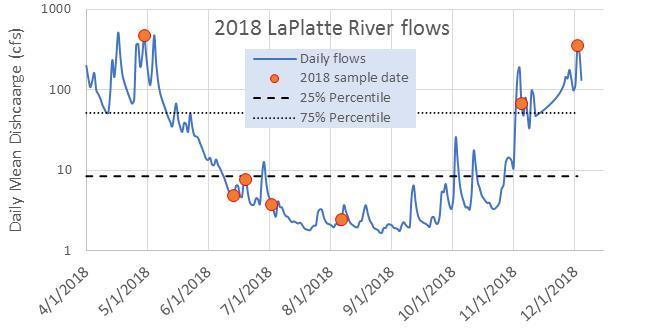 2018 LaPlatte River flows
Daily flows
2018 sample date
25% Percentile
75% Percentile
Daily Mean Dishcaarge (cfs)
1000
100
10
1
4/1/2018
5/1/2018
6/1/2018
7/1/2018
8/1/2018
9/1/2018
10/1/2018
11/1/2018
12/1/2018